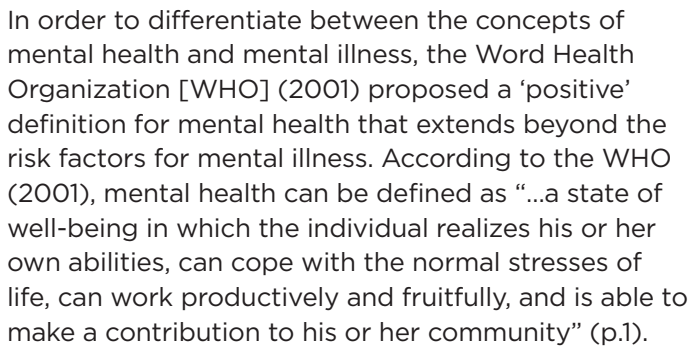 In order to differentiate between the concepts of
mental health and mental illness, the Word Health
Organization [WHO] (2001) proposed a ‘positive’
definition for mental health that extends beyond the
risk factors for mental illness. According to the WHO
(2001), mental health can be defined as “...a state of
well-being in which the individual realizes his or her
own abilities, can cope with the normal stresses of
life, can work productively and fruitfully, and is able to
make a contribution to his or her community” (p.1).